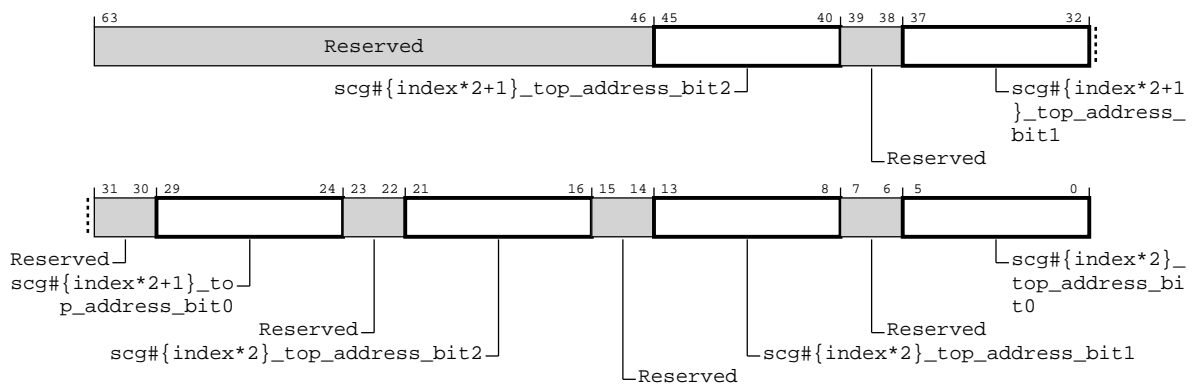 63 46 45 40 39 38 37 32
Reserved
scg#{index*2+1}_top_address_bit2
scg#{index*2+1
}_top_address_
bit1
Reserved
31 30 29 24 23 22 21 16 15 14 13 8 7 6 5 0
Reserved
scg#{index*2+1}_to
p_address_bit0
Reserved
scg#{index*2}_top_address_bit2
Reserved
scg#{index*2}_top_address_bit1
Reserved
scg#{index*2}_
top_address_bi
t0